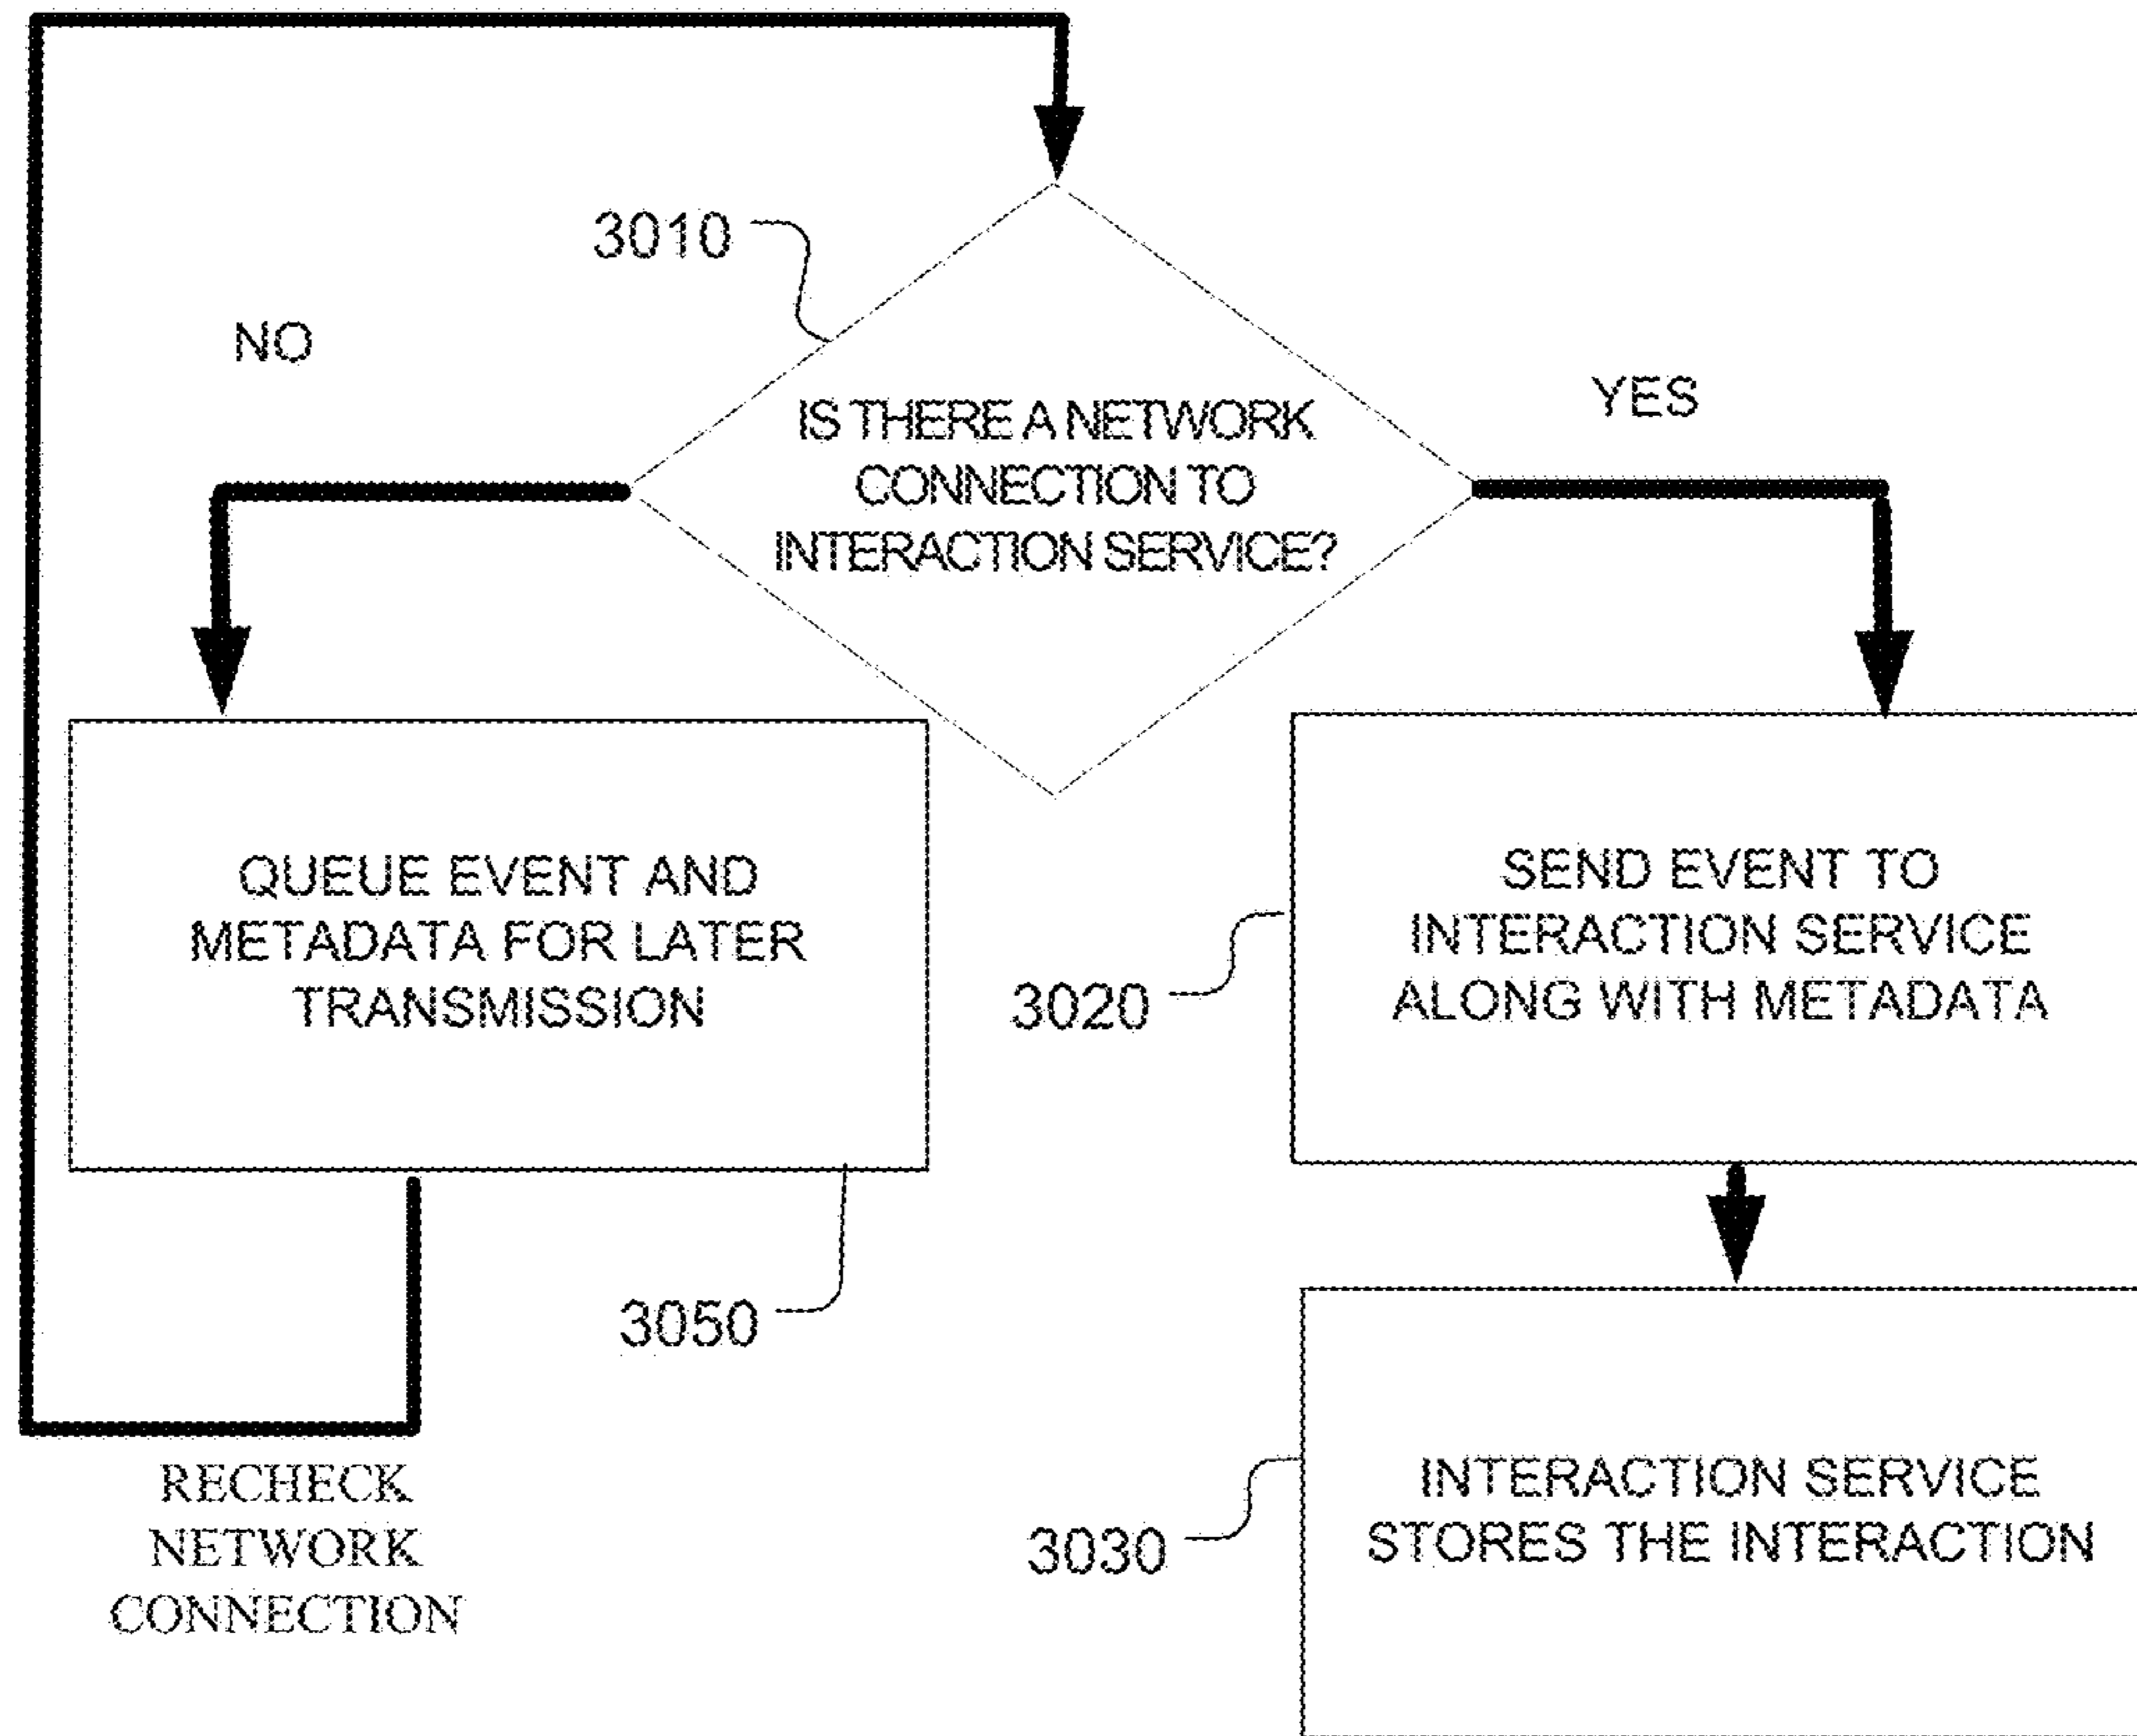 3010
NO
YES
IS THERE A NETWORK
CONNECTION TO
INTERACTION SERVICE?
QUEUE EVENT AND
METADATA FOR LATER
TRANSMISSION
SEND EVENT TO
INTERACTION SERVICE
ALONG WITH METADATA
3020
3050
RECHECK
NETWORK
CONNECTION
INTERACTION SERVICE
STORES THE INTERACTION
3030